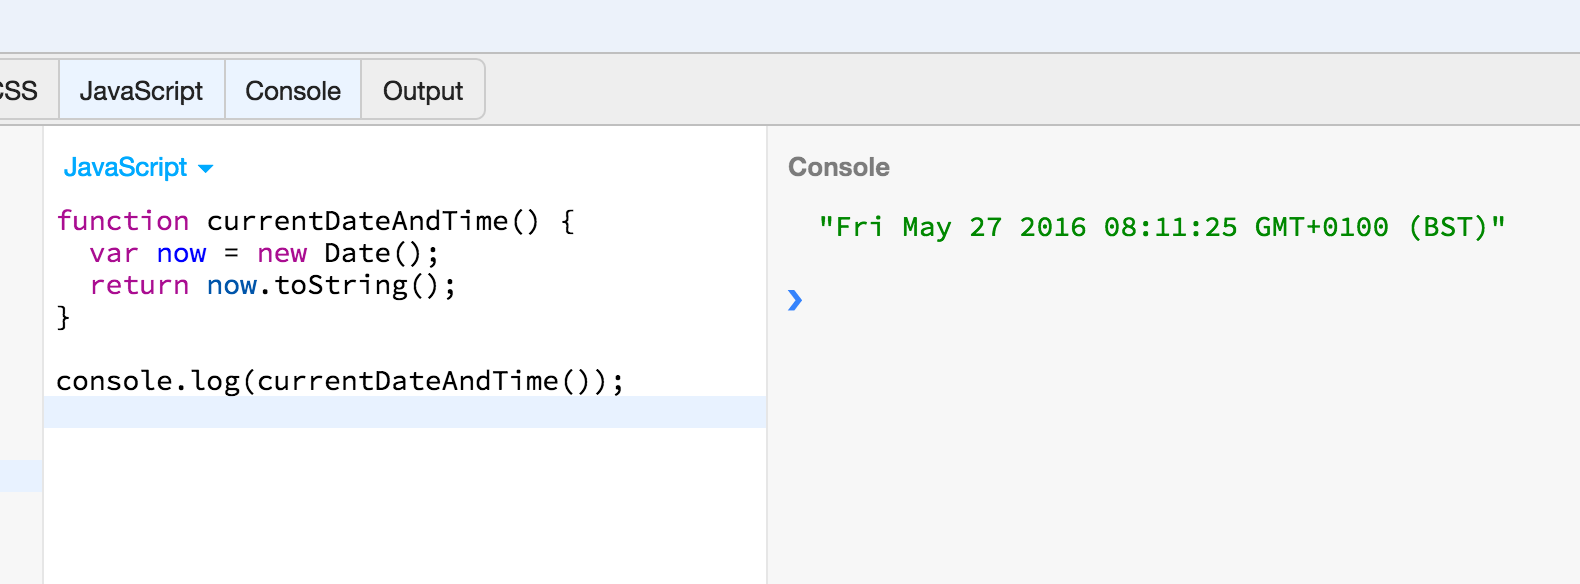 CSS JavaScript Console Output
JavaScript
function currentDateAndTime() {
  var now = new Date();
  return now.toString();
}
console.log(currentDateAndTime());
Console
"Fri May 27 2016 08:11:25 GMT+0100 (BST)"